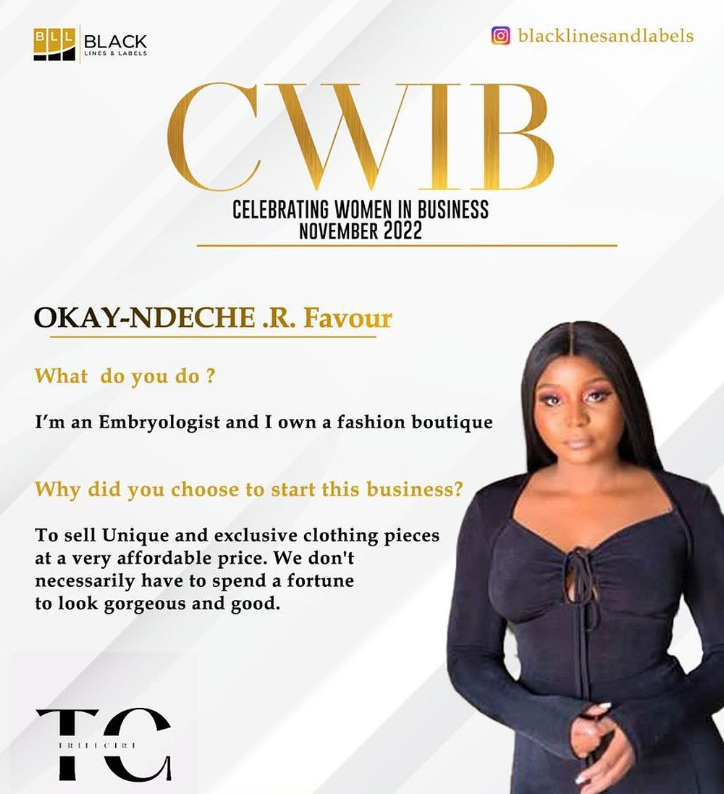 BLL
BLACK
LINES & LABELS
blacklinesandlabels
CWIB
CELEBRATING WOMEN IN BUSINESS
NOVEMBER 2022
OKAY-NDECHE .R. Favour
What do you do ?
I'm an Embryologist and I own a fashion boutique
Why did you choose to start this business?
To sell Unique and exclusive clothing pieces
at a very affordable price. We don't
necessarily have to spend a fortune
to look gorgeous and good.
TG